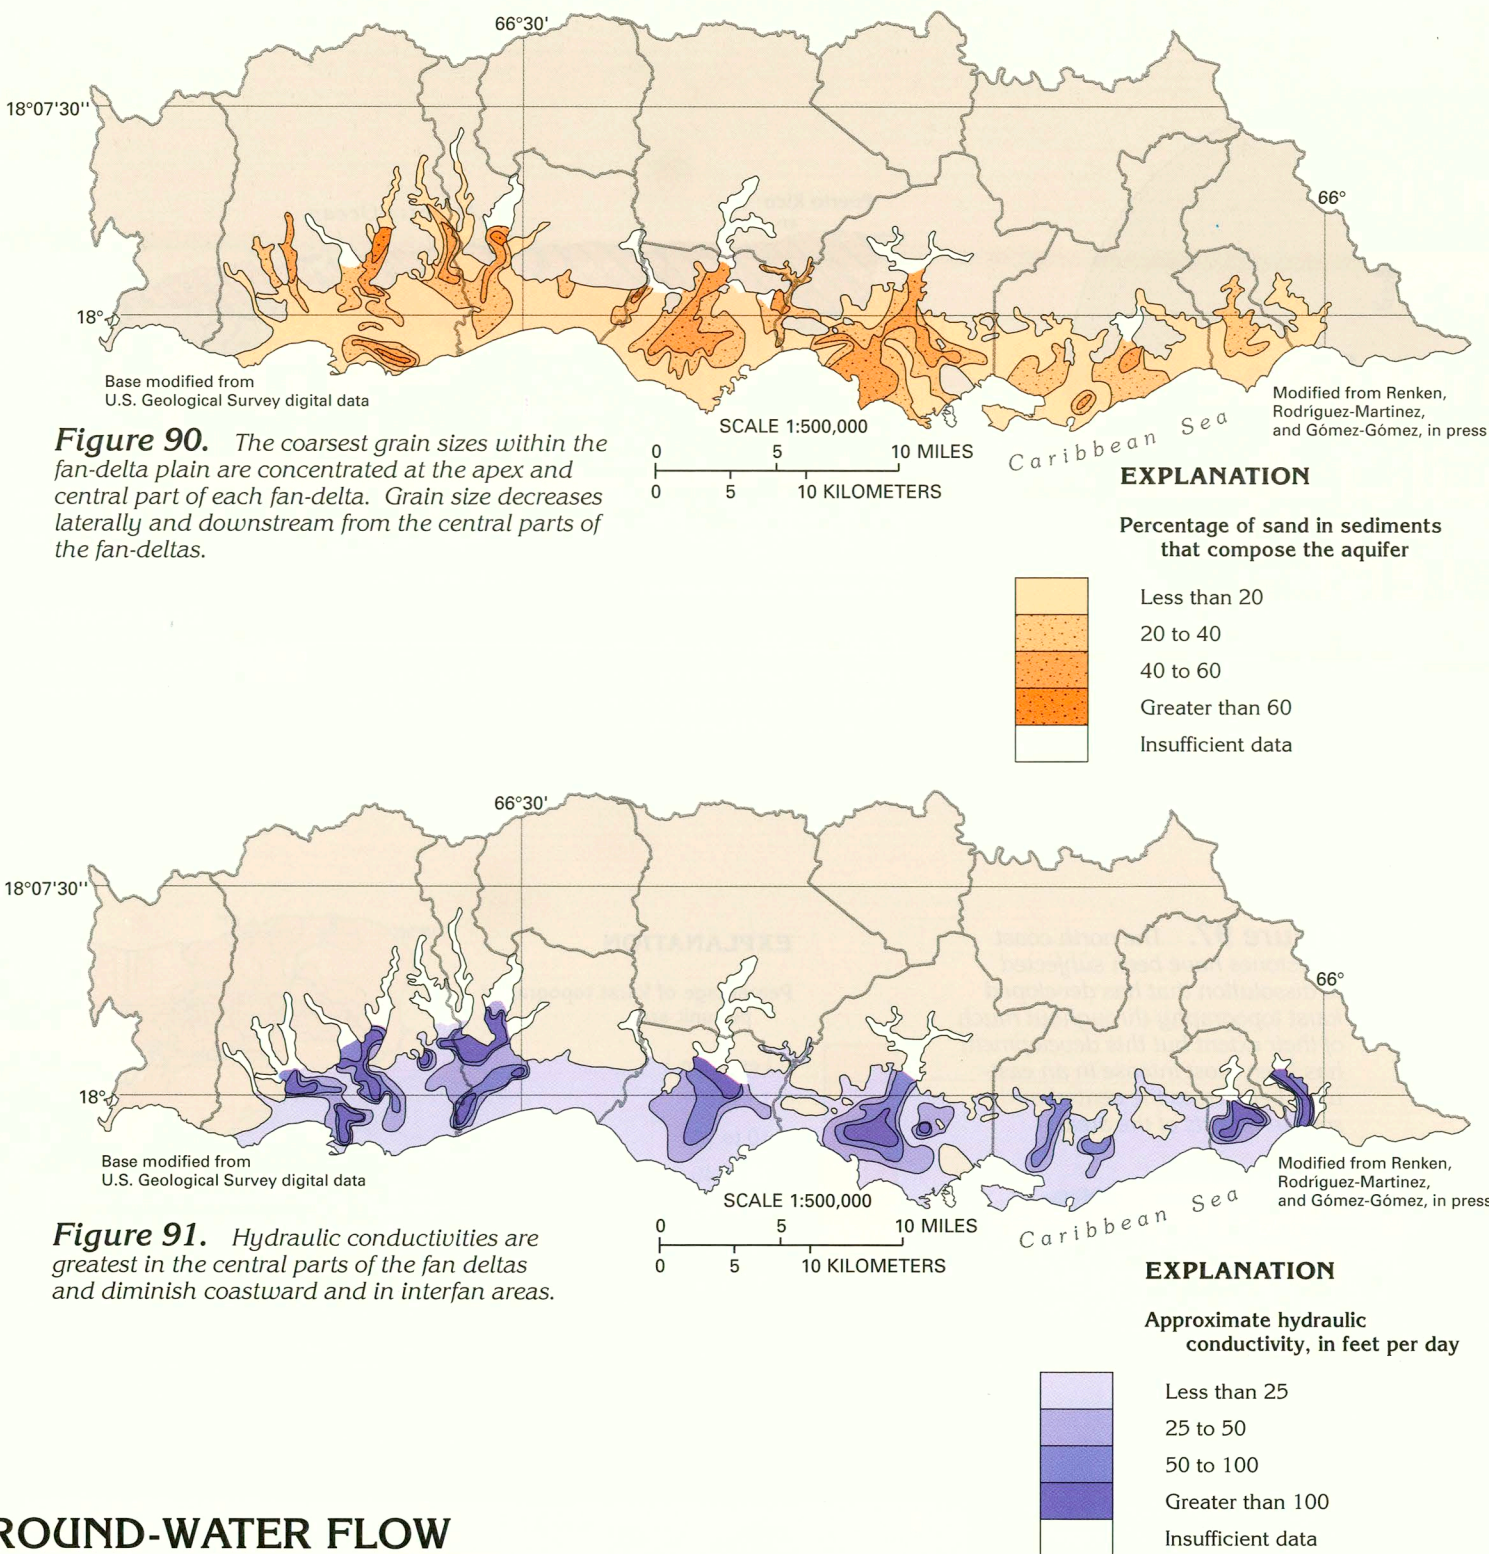 66°30'
18°07'30''
66°
18°
Base modified from
U.S. Geological Survey digital data
Modified from Renken,
Rodríguez-Martinez,
and Gómez-Gómez, in press
Caribbean Sea
SCALE 1:500,000
0 5 10 MILES
0 5 10 KILOMETERS
Figure 90. The coarsest grain sizes within the
fan-delta plain are concentrated at the apex and
central part of each fan-delta. Grain size decreases
laterally and downstream from the central parts of
the fan-deltas.
EXPLANATION
Percentage of sand in sediments
that compose the aquifer
Less than 20
20 to 40
40 to 60
Greater than 60
Insufficient data
66°30'
18°07'30''
66°
18°
Base modified from
U.S. Geological Survey digital data
Modified from Renken,
Rodríguez-Martinez,
and Gómez-Gómez, in press
Caribbean Sea
SCALE 1:500,000
0 5 10 MILES
0 5 10 KILOMETERS
Figure 91. Hydraulic conductivities are
greatest in the central parts of the fan deltas
and diminish coastward and in interfan areas.
EXPLANATION
Approximate hydraulic
conductivity, in feet per day
Less than 25
25 to 50
50 to 100
Greater than 100
Insufficient data
ROUND-WATER FLOW